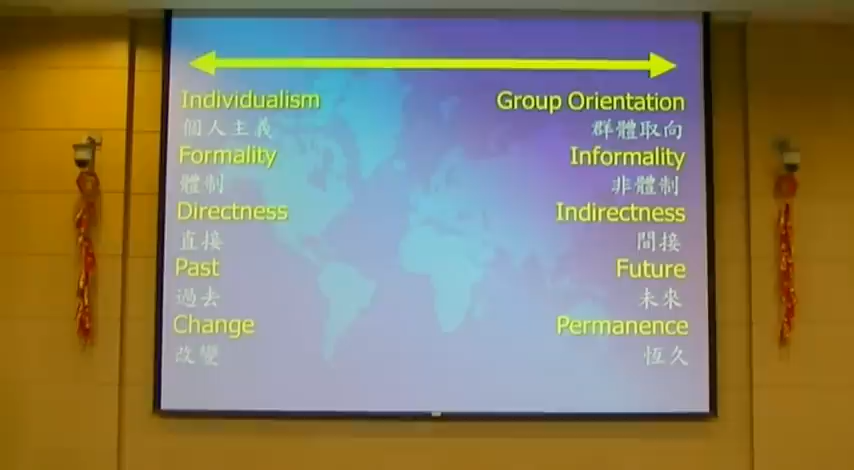 Individualism Group Orientation
個人主義 群體取向
Formality Informality
體制 非體制
Directness Indirectness
直接 間接
Past Future
過去 未來
Change Permanence
改變 恆久